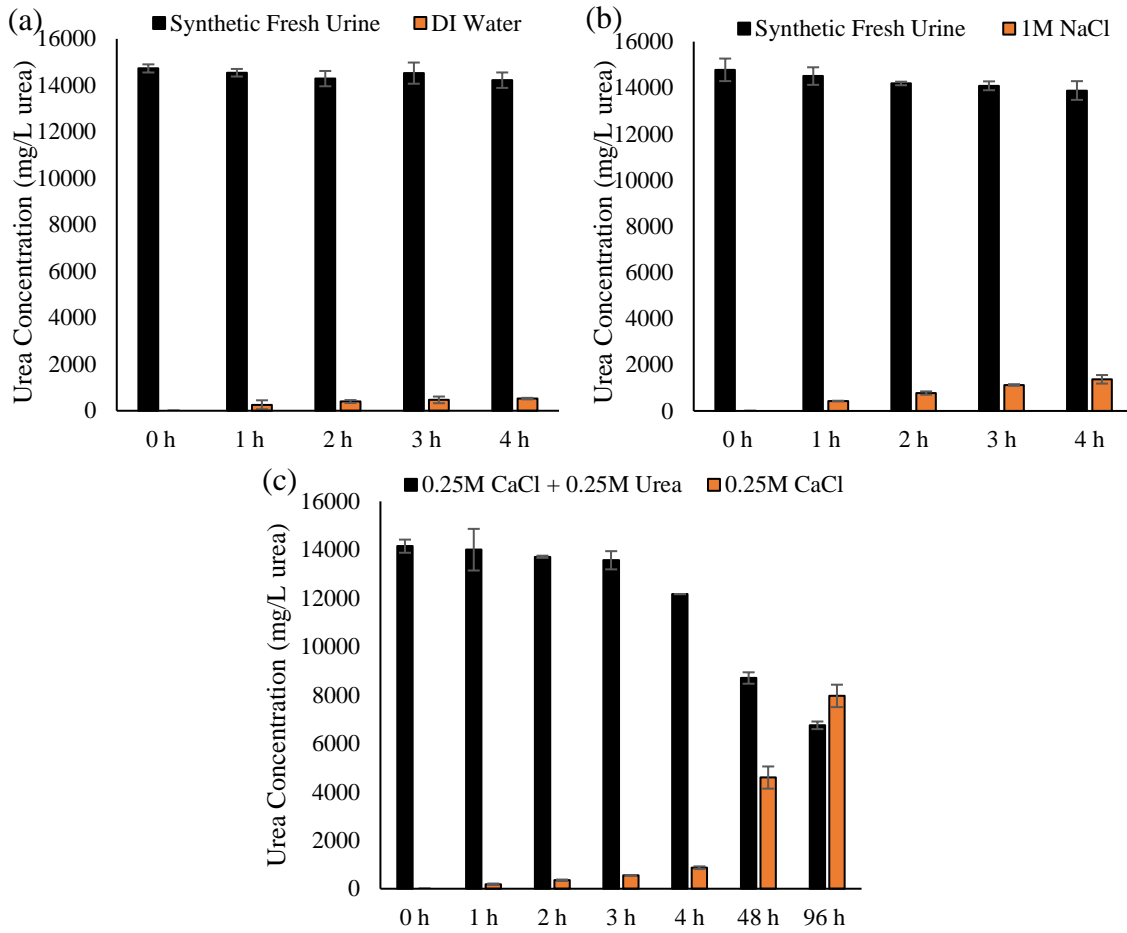 (a)
Synthetic Fresh Urine DI Water
Urea Concentration (mg/L urea)
16000
14000
12000
10000
8000
6000
4000
2000
0
0 h 1 h 2 h 3 h 4 h
(b)
Synthetic Fresh Urine 1M NaCl
Urea Concentration (mg/L urea)
16000
14000
12000
10000
8000
6000
4000
2000
0
0 h 1 h 2 h 3 h 4 h
(c)
0.25M CaCl + 0.25M Urea 0.25M CaCl
Urea Concentration (mg/L urea)
16000
14000
12000
10000
8000
6000
4000
2000
0
0 h 1 h 2 h 3 h 4 h 48 h 96 h